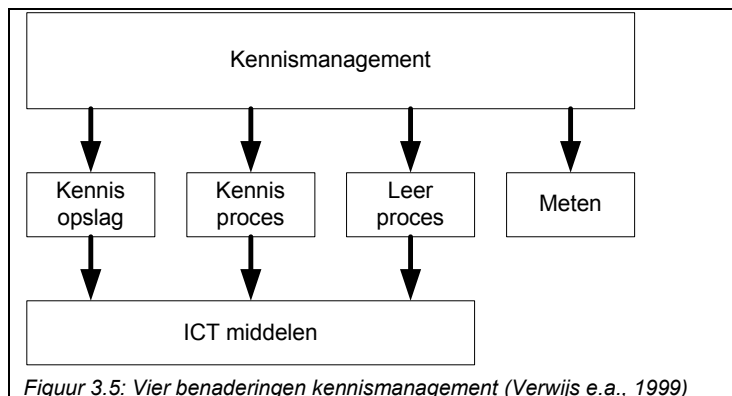 Kennismanagement
Kennis
opslag
Kennis
proces
Leer
proces
Meten
ICT middelen
Figuur 3.5: Vier benaderingen kennismanagement (Verwijs e.a., 1999)